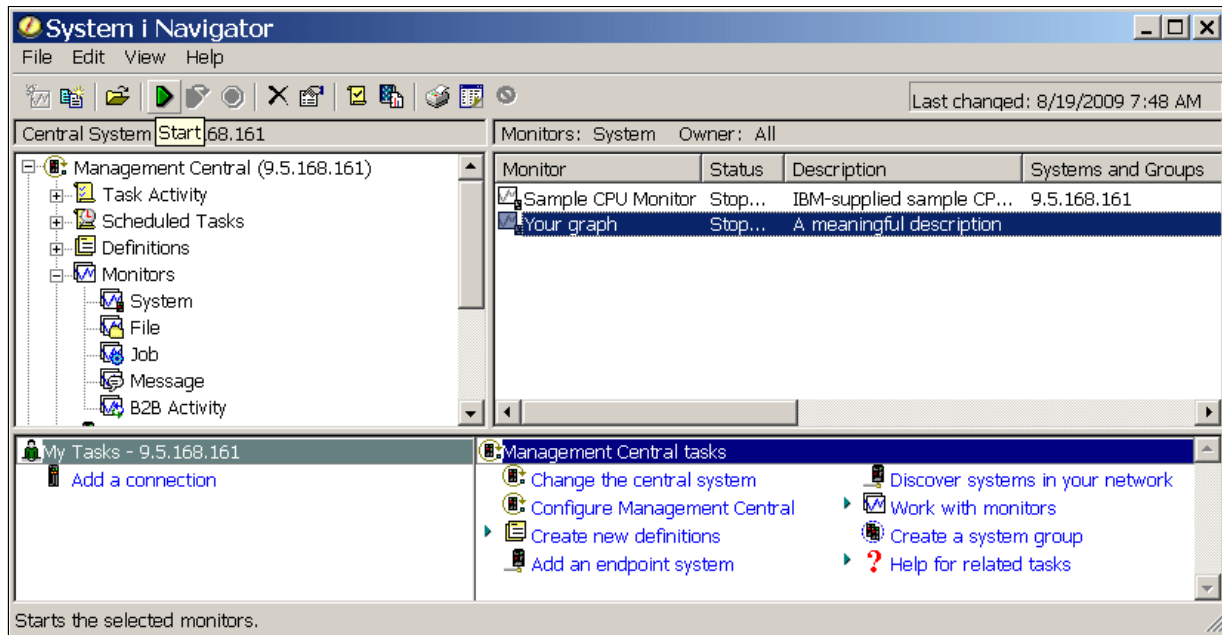 System i Navigator
File Edit View Help
Last changed: 8/19/2009 7:48 AM
Central System Start 68.161
Monitors: System Owner: All
Management Central (9.5.168.161)
Task Activity
Scheduled Tasks
Definitions
Monitors
System
File
Job
Message
B2B Activity
Monitor Status Description Systems and Groups
Sample CPU Monitor Stop... IBM-supplied sample CP... 9.5.168.161
Your graph Stop... A meaningful description
My Tasks - 9.5.168.161
Add a connection
Management Central tasks
Change the central system
Configure Management Central
Create new definitions
Add an endpoint system
Discover systems in your network
Work with monitors
Create a system group
? Help for related tasks
Starts the selected monitors.